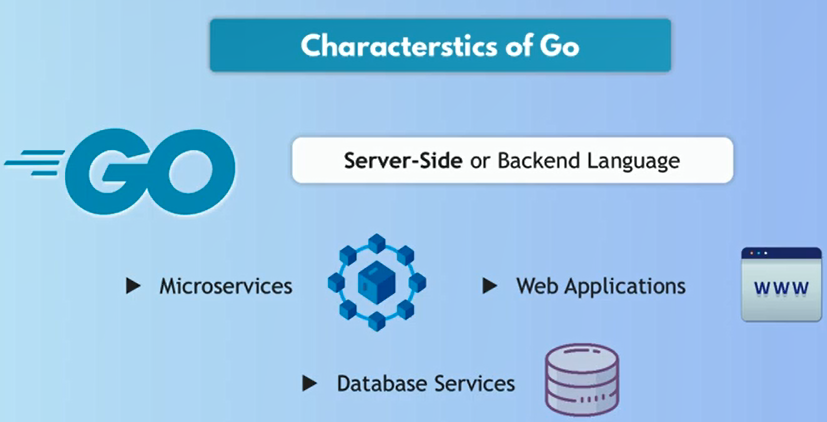 Characterstics of Go
GO
Server-Side or Backend Language
Microservices
Web Applications
WWW
Database Services